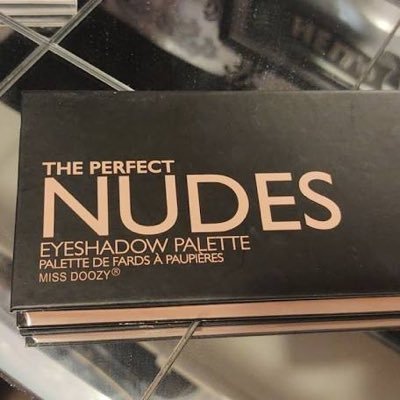 THE PERFECT
NUDES
EYESHADOW PALETTE
PALETTE DE FARDS À PAUPIÈRES
MISS DOOZY®